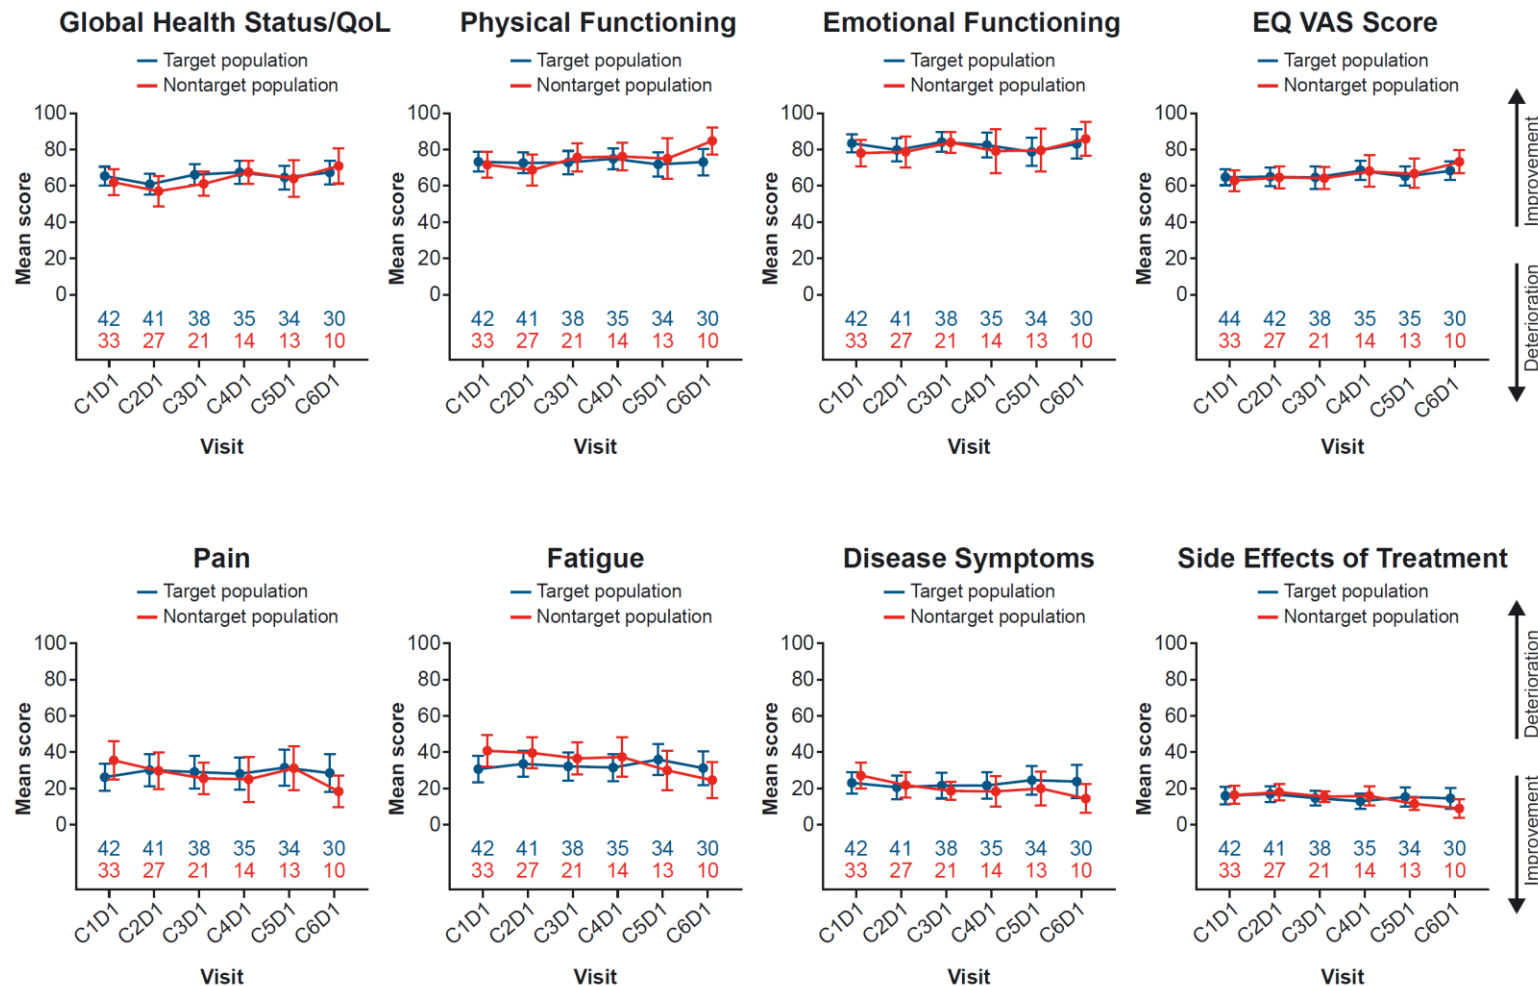 Global Health Status/QoL
Target population
Nontarget population
Mean score
100
80
60
40
20
0
42 41 38 35 34 30
33 27 21 14 13 10
C1D1 C2D1 C3D1 C4D1 C5D1 C6D1
Visit
Physical Functioning
Target population
Nontarget population
Mean score
100
80
60
40
20
0
42 41 38 35 34 30
33 27 21 14 13 10
C1D1 C2D1 C3D1 C4D1 C5D1 C6D1
Visit
Emotional Functioning
Target population
Nontarget population
Mean score
100
80
60
40
20
0
42 41 38 35 34 30
33 27 21 14 13 10
C1D1 C2D1 C3D1 C4D1 C5D1 C6D1
Visit
EQ VAS Score
Target population
Nontarget population
Mean score
100
80
60
40
20
0
44 42 38 35 35 30
33 27 21 14 13 10
C1D1 C2D1 C3D1 C4D1 C5D1 C6D1
Visit
Improvement
Deterioration
Pain
Target population
Nontarget population
Mean score
100
80
60
40
20
0
42 41 38 35 34 30
33 27 21 14 13 10
C1D1 C2D1 C3D1 C4D1 C5D1 C6D1
Visit
Fatigue
Target population
Nontarget population
Mean score
100
80
60
40
20
0
42 41 38 35 34 30
33 27 21 14 13 10
C1D1 C2D1 C3D1 C4D1 C5D1 C6D1
Visit
Disease Symptoms
Target population
Nontarget population
Mean score
100
80
60
40
20
0
42 41 38 35 34 30
33 27 21 14 13 10
C1D1 C2D1 C3D1 C4D1 C5D1 C6D1
Visit
Side Effects of Treatment
Target population
Nontarget population
Mean score
100
80
60
40
20
0
42 41 38 35 34 30
33 27 21 14 13 10
C1D1 C2D1 C3D1 C4D1 C5D1 C6D1
Visit
Deterioration
Improvement